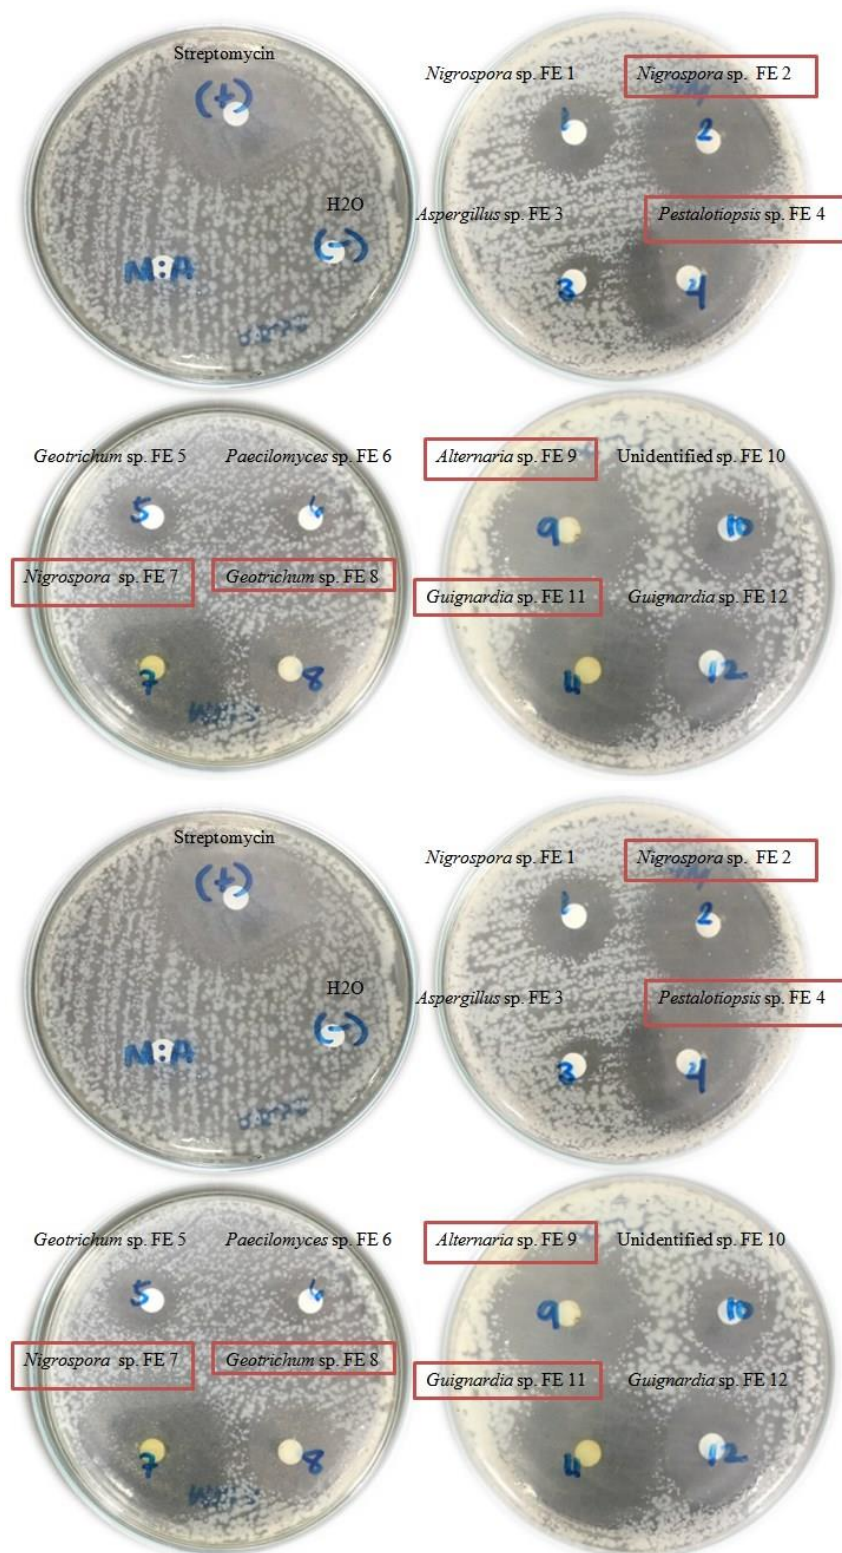 Streptomycin
(+)
H2O
(-)
Nigrospora sp. FE 1
Nigrospora sp. FE 2
1
2
Aspergillus sp. FE 3
Pestalotiopsis sp. FE 4
3
4
Geotrichum sp. FE 5
Paecilomyces sp. FE 6
5
6
Nigrospora sp. FE 7
Geotrichum sp. FE 8
7
8
Alternaria sp. FE 9
Unidentified sp. FE 10
9
10
Guignardia sp. FE 11
Guignardia sp. FE 12
11
12
Streptomycin
(+)
H2O
(-)
Nigrospora sp. FE 1
Nigrospora sp. FE 2
1
2
Aspergillus sp. FE 3
Pestalotiopsis sp. FE 4
3
4
Geotrichum sp. FE 5
Paecilomyces sp. FE 6
5
6
Nigrospora sp. FE 7
Geotrichum sp. FE 8
7
8
Alternaria sp. FE 9
Unidentified sp. FE 10
9
10
Guignardia sp. FE 11
Guignardia sp. FE 12
11
12